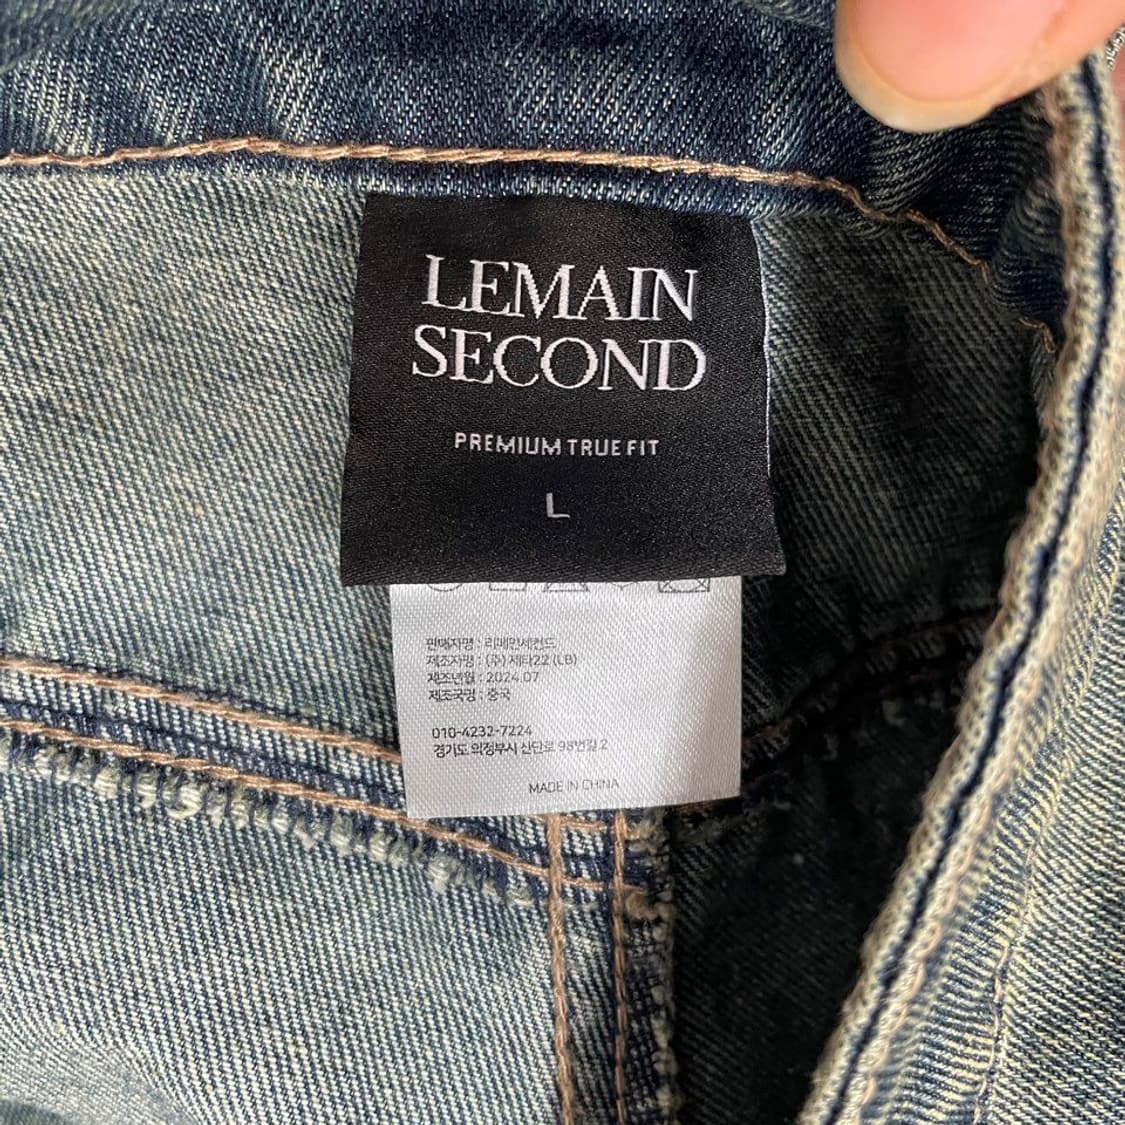 LEMAIN
SECOND
PREMIUM TRUE FIT
L
판매자명 : 리메인세컨드
제조자명 : (주) 제타22 (LB)
제조년월 : 2024.07
제조국명 : 중국
010-4232-7224
경기도 의정부시 산단로 98번길 2
MADE IN CHINA